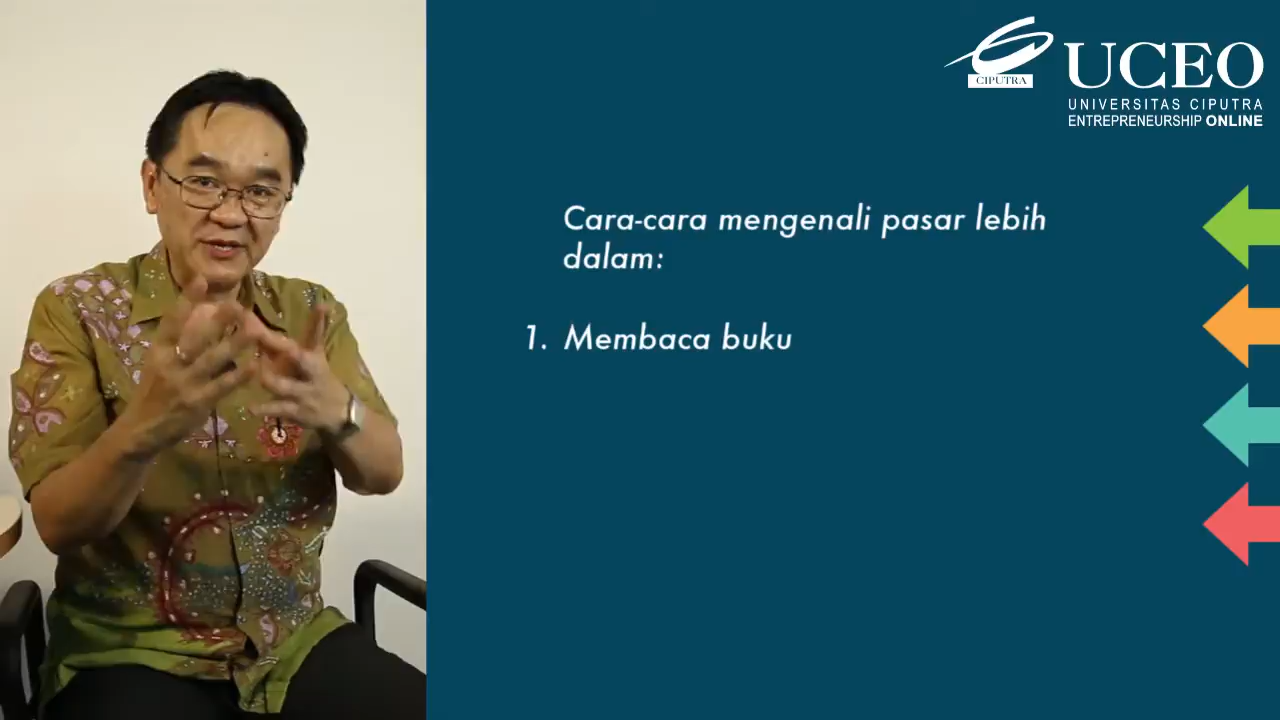 CIPUTRA
UCEO
UNIVERSITAS CIPUTRA
ENTREPRENEURSHIP ONLINE
Cara-cara mengenali pasar lebih
dalam:
1. Membaca buku